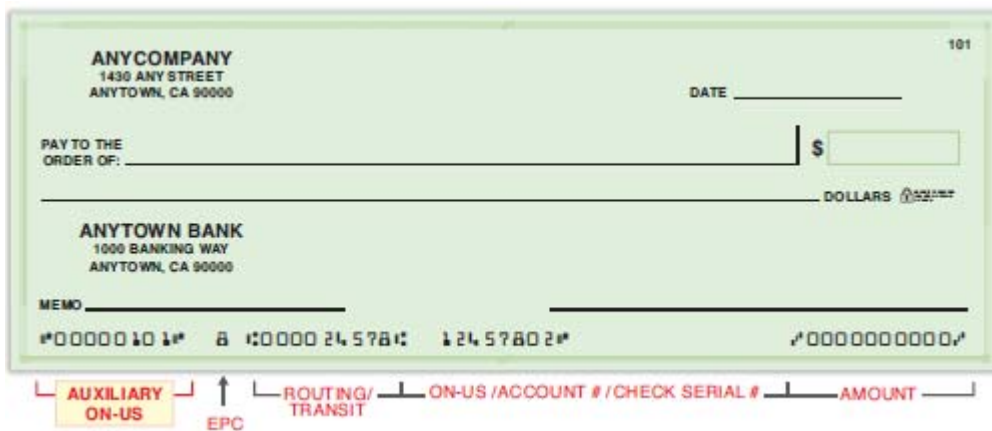 101
ANYCOMPANY
1430 ANY STREET
ANYTOWN, CA 90000
DATE
PAY TO THE
ORDER OF:
$
DOLLARS
ANYTOWN BANK
1000 BANKING WAY
ANYTOWN, CA 90000
MEMO
⑈00000101⑈ 8 ⑆000024578⑆ 12457802⑈ ⑇0000000000⑇
AUXILIARY
ON-US
EPC
ROUTING/
TRANSIT
ON-US /ACCOUNT # /CHECK SERIAL #
AMOUNT